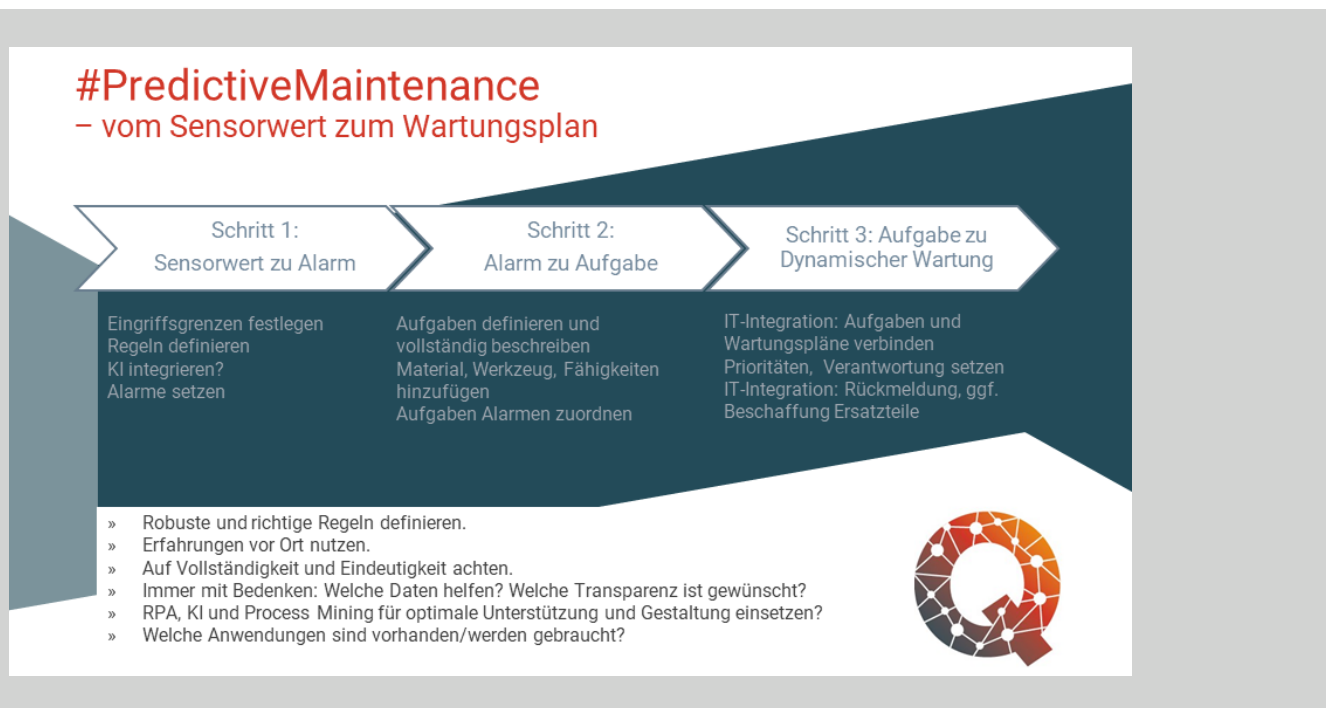 #PredictiveMaintenance
– vom Sensorwert zum Wartungsplan
Schritt 1:
Sensorwert zu Alarm
Schritt 2:
Alarm zu Aufgabe
Schritt 3: Aufgabe zu
Dynamischer Wartung
Eingriffsgrenzen festlegen
Regeln definieren
KI integrieren?
Alarme setzen
Aufgaben definieren und
vollständig beschreiben
Material, Werkzeug, Fähigkeiten
hinzufügen
Aufgaben Alarmen zuordnen
IT-Integration: Aufgaben und
Wartungspläne verbinden
Prioritäten, Verantwortung setzen
IT-Integration: Rückmeldung, ggf.
Beschaffung Ersatzteile
» Robuste und richtige Regeln definieren.
» Erfahrungen vor Ort nutzen.
» Auf Vollständigkeit und Eindeutigkeit achten.
» Immer mit Bedenken: Welche Daten helfen? Welche Transparenz ist gewünscht?
» RPA, KI und Process Mining für optimale Unterstützung und Gestaltung einsetzen?
» Welche Anwendungen sind vorhanden/werden gebraucht?
Q